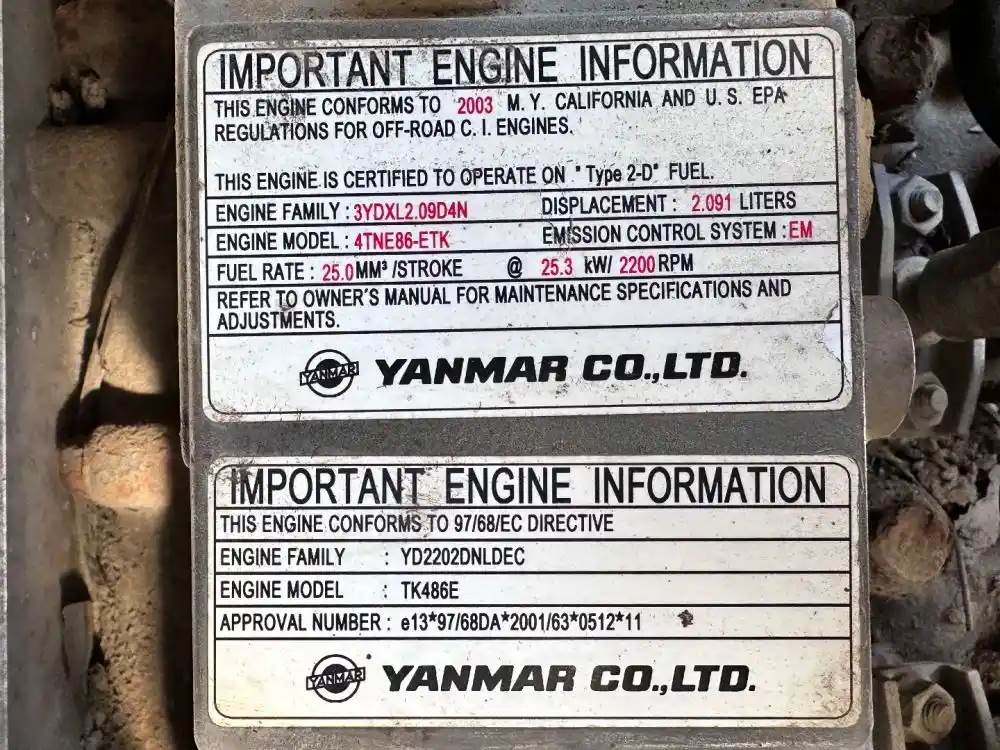 IMPORTANT ENGINE INFORMATION
THIS ENGINE CONFORMS TO 2003 M.Y. CALIFORNIA AND U.S. EPA
REGULATIONS FOR OFF-ROAD C.I. ENGINES.
THIS ENGINE IS CERTIFIED TO OPERATE ON "Type 2-D" FUEL.
ENGINE FAMILY : 3YDXL2.09D4N DISPLACEMENT : 2.091 LITERS
ENGINE MODEL : 4TNE86-ETK EMISSION CONTROL SYSTEM : EM
FUEL RATE : 25.0 MM³/STROKE @ 25.3 kW/ 2200 RPM
REFER TO OWNER'S MANUAL FOR MAINTENANCE SPECIFICATIONS AND
ADJUSTMENTS.
YANMAR YANMAR CO.,LTD.
IMPORTANT ENGINE INFORMATION
THIS ENGINE CONFORMS TO 97/68/EC DIRECTIVE
ENGINE FAMILY : YD2202DNLDEC
ENGINE MODEL : TK486E
APPROVAL NUMBER : e13*97/68DA*2001/63*0512*11
YANMAR YANMAR CO.,LTD.